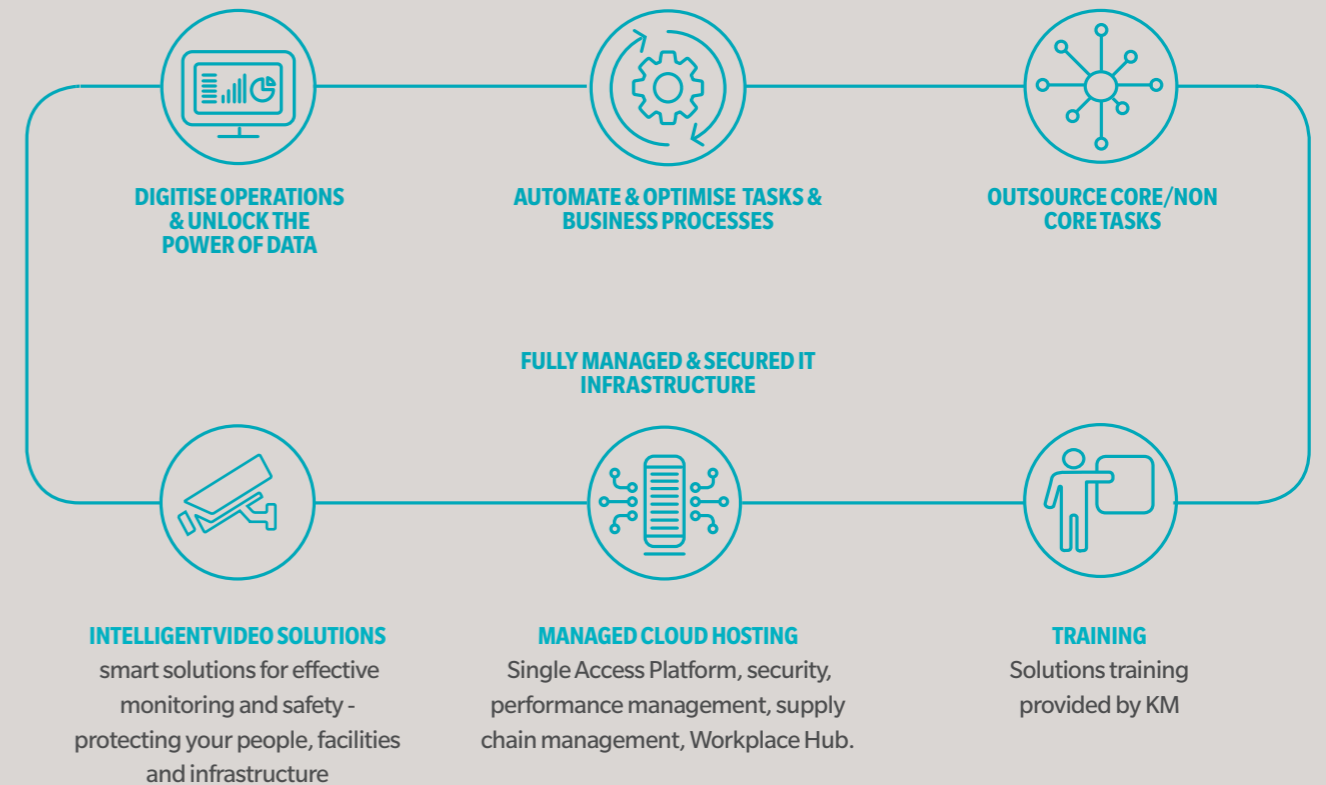 DIGITISE OPERATIONS
& UNLOCK THE
POWER OF DATA
AUTOMATE & OPTIMISE TASKS &
BUSINESS PROCESSES
OUTSOURCE CORE/NON
CORE TASKS
FULLY MANAGED & SECURED IT
INFRASTRUCTURE
INTELLIGENT VIDEO SOLUTIONS
smart solutions for effective
monitoring and safety -
protecting your people, facilities
and infrastructure
MANAGED CLOUD HOSTING
Single Access Platform, security,
performance management, supply
chain management, Workplace Hub.
TRAINING
Solutions training
provided by KM